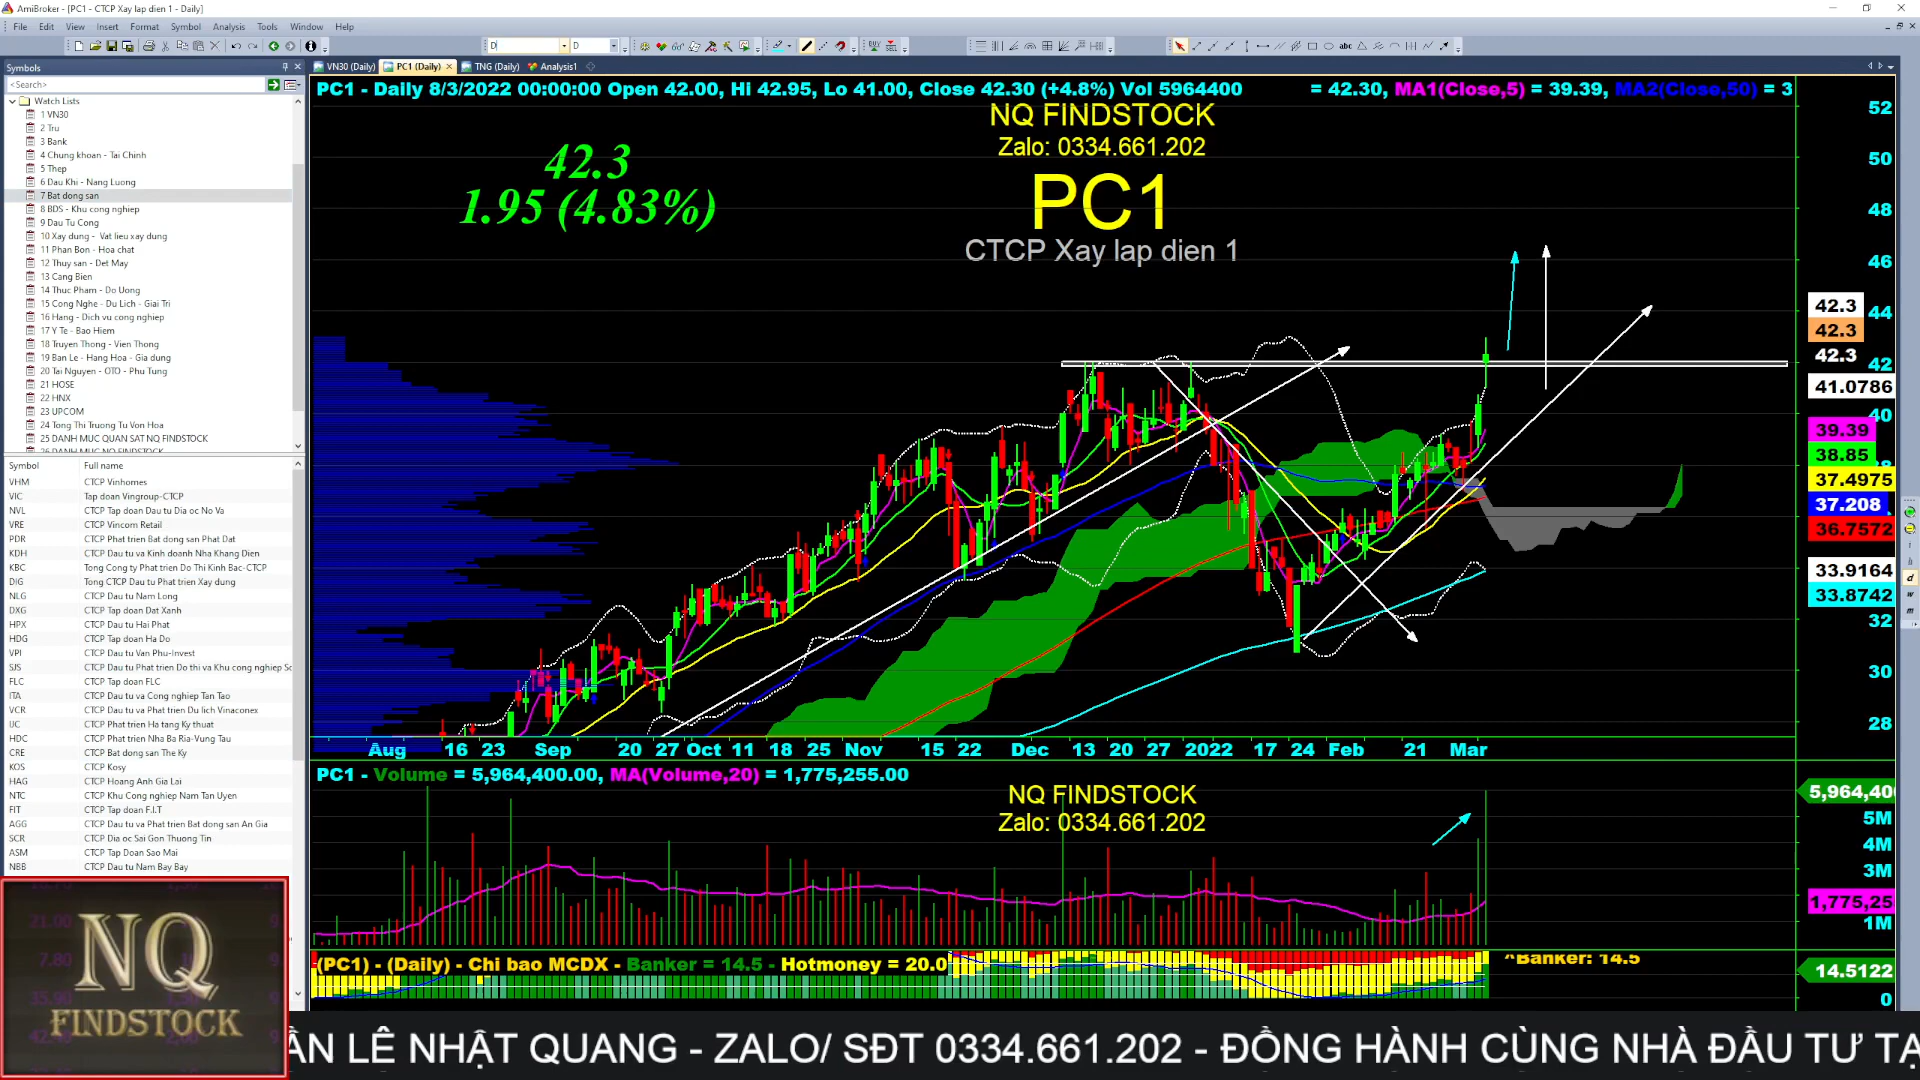 AmiBroker - [PC1 - CTCP Xay lap dien 1 - Daily]
File Edit View Insert Format Symbol Analysis Tools Window Help
D D
Symbols
VN30 (Daily) PC1 (Daily) TNG (Daily) Analysis1
<Search>
Watch Lists
1 VN30
2 Tru
3 Bank
4 Chung khoan - Tai Chinh
5 Thep
6 Dau Khi - Nang Luong
7 Bat dong san
8 BDS - Khu cong nghiep
9 Dau Tu Cong
10 Xay dung - Vat lieu xay dung
11 Phan Bon - Hoa chat
12 Thuy san - Det May
13 Cang Bien
14 Thuc Pham - Do Uong
15 Cong Nghe - Du Lich - Giai Tri
16 Hang - Dich vu cong nghiep
17 Y Te - Bao Hiem
18 Truyen Thong - Vien Thong
19 Ban Le - Hang Hoa - Gia dung
20 Tai Nguyen - OTO - Phu Tung
21 HOSE
22 HNX
23 UPCOM
24 Tong Thi Truong Tu Von Hoa
25 DANH MUC QUAN SAT NQ FINDSTOCK
26 DANH MUC NQ FINDSTOCK
Symbol Full name
VHM CTCP Vinhomes
VIC Tap doan Vingroup-CTCP
NVL CTCP Tap doan Dau tu Dia oc No Va
VRE CTCP Vincom Retail
PDR CTCP Phat trien Bat dong san Phat Dat
KDH CTCP Dau tu va Kinh doanh Nha Khang Dien
KBC Tong Cong ty Phat trien Do Thi Kinh Bac-CTCP
DIG Tong CTCP Dau tu Phat trien Xay dung
NLG CTCP Dau tu Nam Long
DXG CTCP Tap doan Dat Xanh
HPX CTCP Dau tu Hai Phat
HDG CTCP Tap doan Ha Do
VPI CTCP Dau tu Van Phu-Invest
SJS CTCP Dau tu Phat trien Do thi va Khu cong nghiep So
FLC CTCP Tap doan FLC
ITA CTCP Dau tu va Cong nghiep Tan Tao
VCR CTCP Dau tu va Phat trien Du lich Vinaconex
IJC CTCP Phat trien Ha tang Ky thuat
HDC CTCP Phat trien Nha Ba Ria-Vung Tau
CRE CTCP Bat dong san The Ky
KOS CTCP Kosy
HAG CTCP Hoang Anh Gia Lai
NTC CTCP Khu Cong nghiep Nam Tan Uyen
FIT CTCP Tap doan F.I.T
AGG CTCP Dau tu va Phat trien Bat dong san An Gia
SCR CTCP Dia oc Sai Gon Thuong Tin
ASM CTCP Tap Doan Sao Mai
NBB CTCP Dau tu Nam Bay Bay
PC1 - Daily 8/3/2022 00:00:00 Open 42.00, Hi 42.95, Lo 41.00, Close 42.30 (+4.8%) Vol 5964400 = 42.30, MA1(Close,5) = 39.39, MA2(Close,50) = 3
NQ FINDSTOCK
Zalo: 0334.661.202
PC1
CTCP Xay lap dien 1
42.3
1.95 (4.83%)
52
50
48
46
42.3
44
42.3
42.3
42
41.0786
40
39.39
38.85
37.4975
37.208
36.7572
33.9164
33.8742
32
30
28
Aug 16 23 Sep 20 27 Oct 11 18 25 Nov 15 22 Dec 13 20 27 2022 17 24 Feb 21 Mar
PC1 - Volume = 5,964,400.00, MA(Volume,20) = 1,775,255.00
NQ FINDSTOCK
Zalo: 0334.661.202
5,964,40
5M
4M
3M
1,775,25
1M
(PC1) - (Daily) - Chi bao MCDX - Banker = 14.5 - Hotmoney = 20.0
^Banker: 14.5
14.5122
0
NQ
FINDSTOCK
ẦN LÊ NHẬT QUANG - ZALO/ SĐT 0334.661.202 - ĐỒNG HÀNH CÙNG NHÀ ĐẦU TƯ TẠ